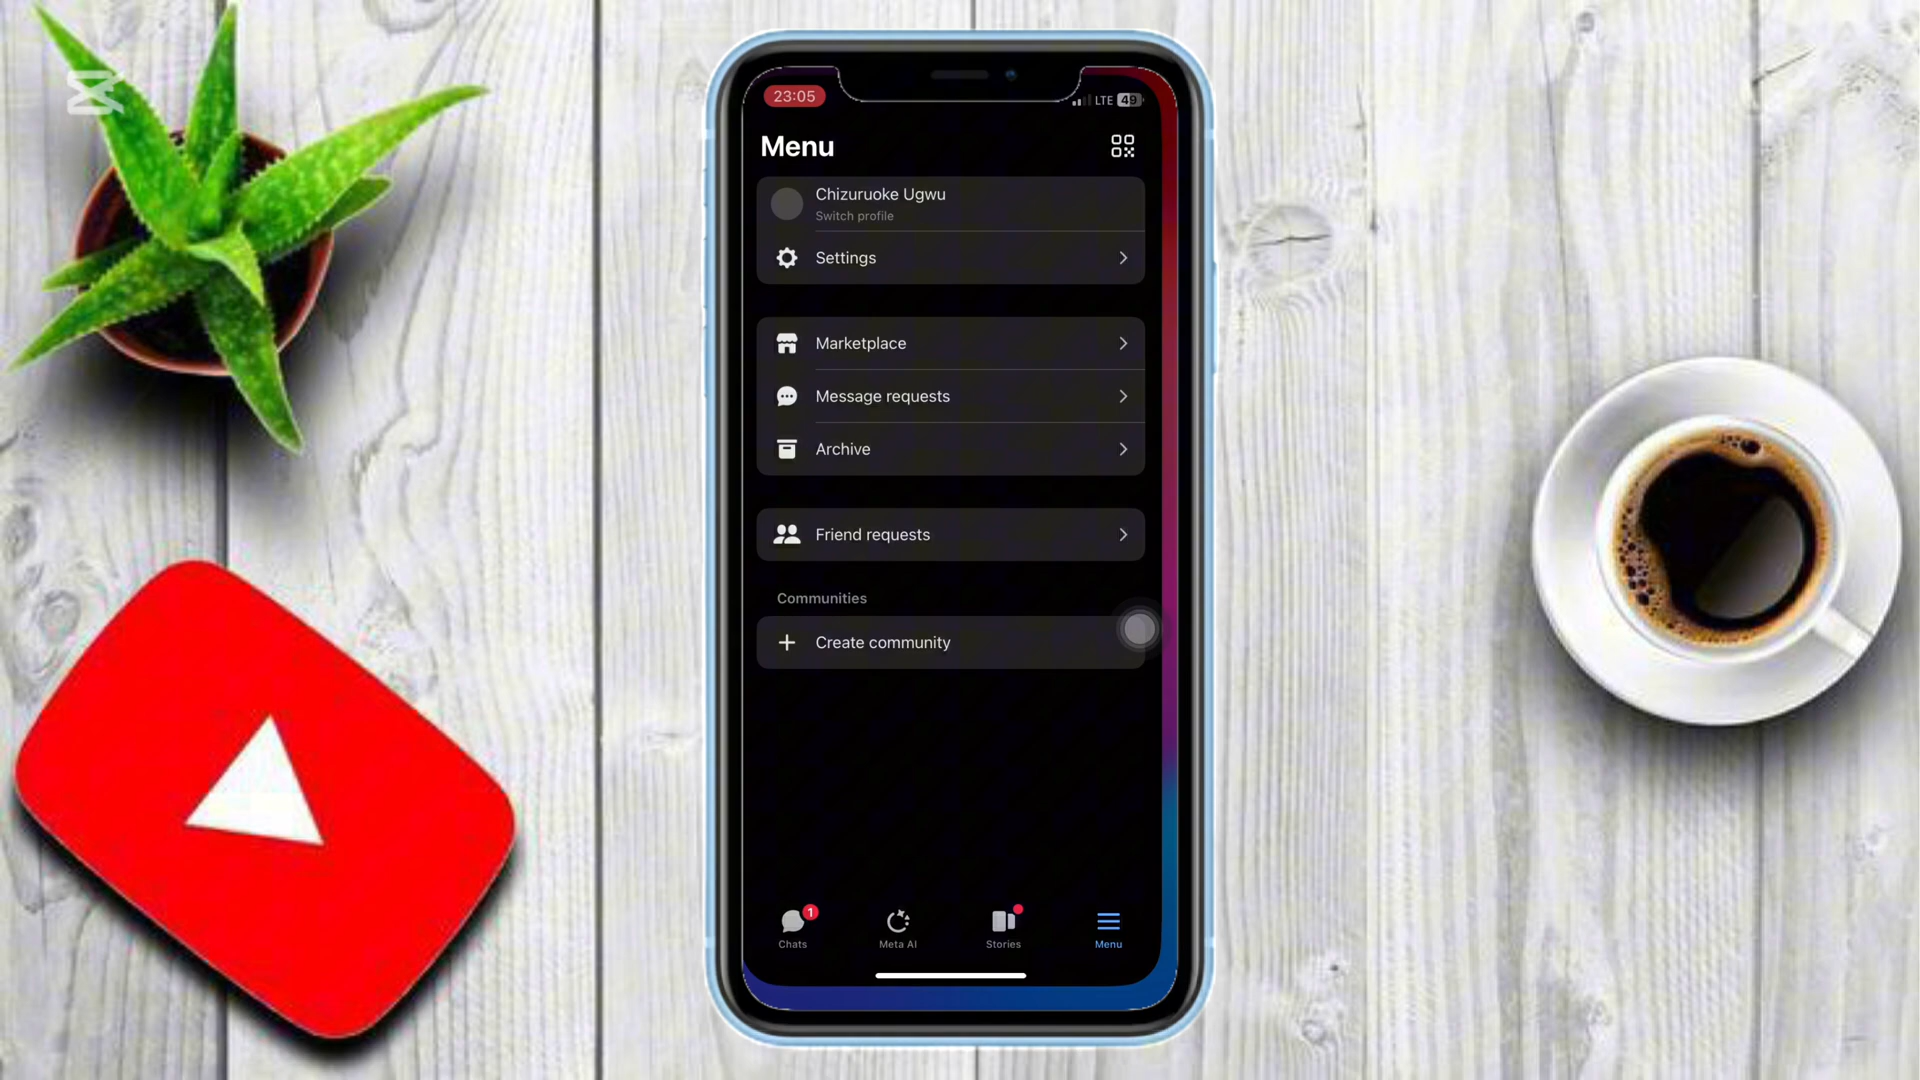 23:05
LTE 49
Menu
Chizuruoke Ugwu
Switch profile
Settings
Marketplace
Message requests
Archive
Friend requests
Communities
Create community
1
Chats
Meta AI
Stories
Menu